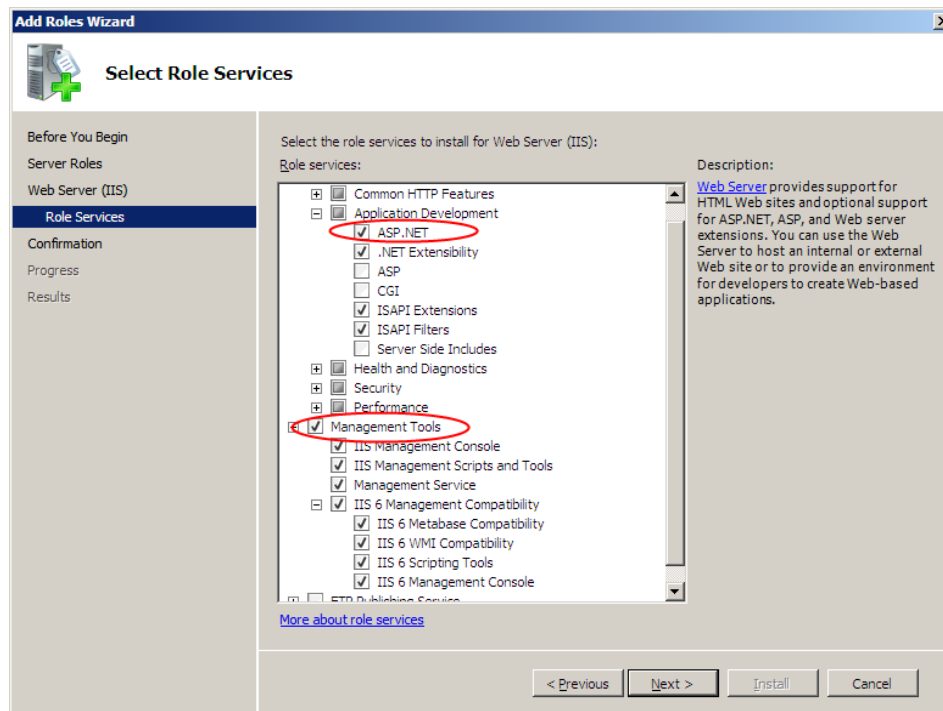 Add Roles Wizard
Select Role Services
Before You Begin
Server Roles
Web Server (IIS)
Role Services
Confirmation
Progress
Results
Select the role services to install for Web Server (IIS):
Role services:
Common HTTP Features
Application Development
ASP.NET
.NET Extensibility
ASP
CGI
ISAPI Extensions
ISAPI Filters
Server Side Includes
Health and Diagnostics
Security
Performance
Management Tools
IIS Management Console
IIS Management Scripts and Tools
Management Service
IIS 6 Management Compatibility
IIS 6 Metabase Compatibility
IIS 6 WMI Compatibility
IIS 6 Scripting Tools
IIS 6 Management Console
FTP Publishing Service
More about role services
Description:
Web Server provides support for
HTML Web sites and optional support
for ASP.NET, ASP, and Web server
extensions. You can use the Web
Server to host an internal or external
Web site or to provide an environment
for developers to create Web-based
applications.
< Previous
Next >
Install
Cancel